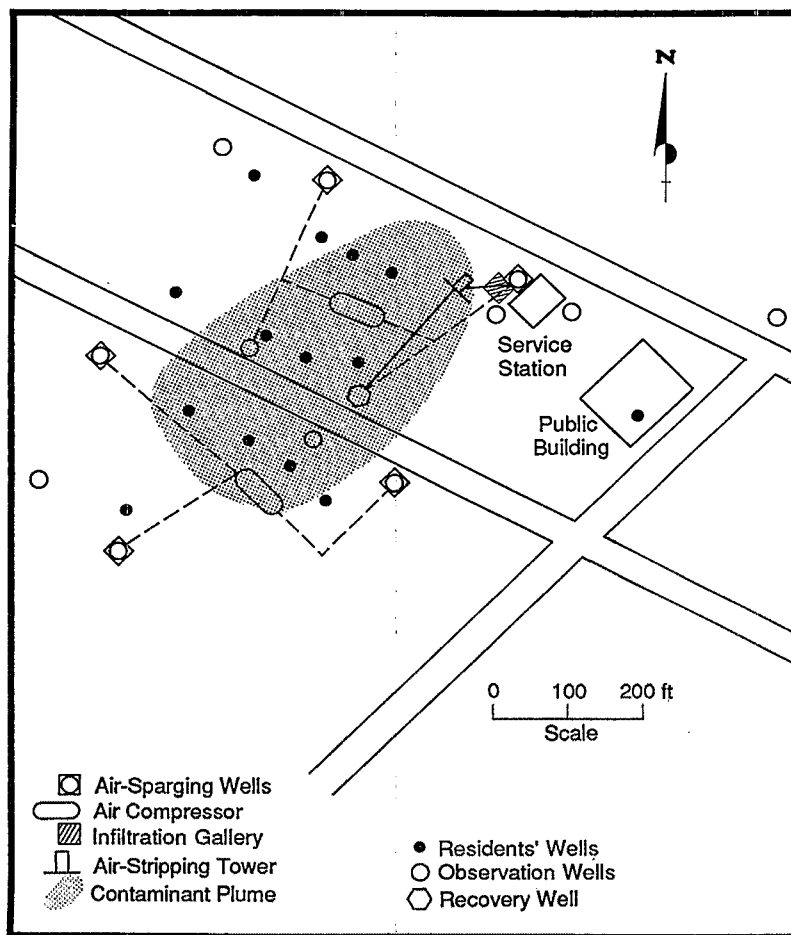 N
Service
Station
Public
Building
0 100 200 ft
Scale
Air-Sparging Wells
Air Compressor
Infiltration Gallery
Air-Stripping Tower
Contaminant Plume
Residents' Wells
Observation Wells
Recovery Well